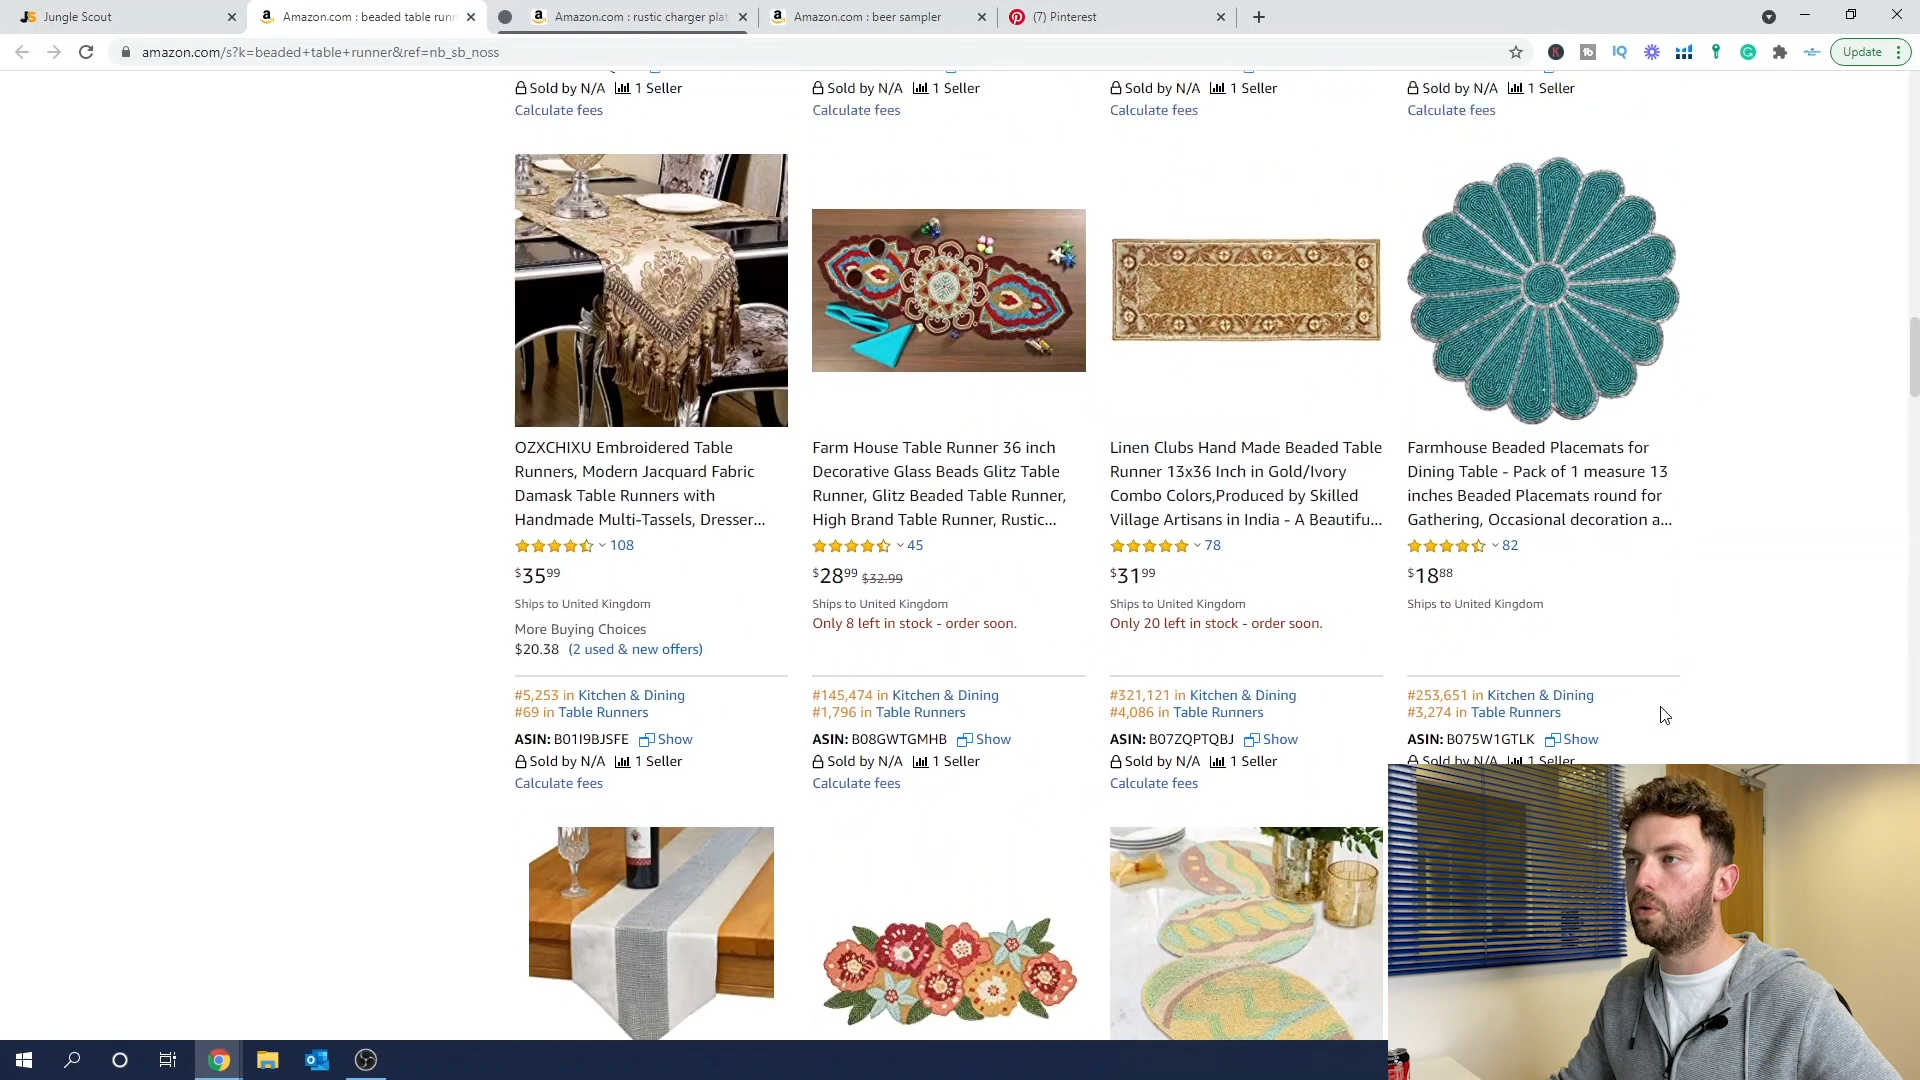 Jungle Scout
Amazon.com : beaded table runn
Amazon.com : rustic charger plat
Amazon.com : beer sampler
(7) Pinterest
amazon.com/s?k=beaded+table+runner&ref=nb_sb_noss
Update
Sold by N/A 1 Seller
Calculate fees
Sold by N/A 1 Seller
Calculate fees
Sold by N/A 1 Seller
Calculate fees
Sold by N/A 1 Seller
Calculate fees
OZXCHIXU Embroidered Table
Runners, Modern Jacquard Fabric
Damask Table Runners with
Handmade Multi-Tassels, Dresser...
108
$35.99
Ships to United Kingdom
More Buying Choices
$20.38 (2 used & new offers)
#5,253 in Kitchen & Dining
#69 in Table Runners
ASIN: B01I9BJSFE Show
Sold by N/A 1 Seller
Calculate fees
Farm House Table Runner 36 inch
Decorative Glass Beads Glitz Table
Runner, Glitz Beaded Table Runner,
High Brand Table Runner, Rustic...
45
$28.99 $32.99
Ships to United Kingdom
Only 8 left in stock - order soon.
#145,474 in Kitchen & Dining
#1,796 in Table Runners
ASIN: B08GWTGMHB Show
Sold by N/A 1 Seller
Calculate fees
Linen Clubs Hand Made Beaded Table
Runner 13x36 Inch in Gold/Ivory
Combo Colors,Produced by Skilled
Village Artisans in India - A Beautifu...
78
$31.99
Ships to United Kingdom
Only 20 left in stock - order soon.
#321,121 in Kitchen & Dining
#4,086 in Table Runners
ASIN: B07ZQPTQBJ Show
Sold by N/A 1 Seller
Calculate fees
Farmhouse Beaded Placemats for
Dining Table - Pack of 1 measure 13
inches Beaded Placemats round for
Gathering, Occasional decoration a...
82
$18.88
Ships to United Kingdom
#253,651 in Kitchen & Dining
#3,274 in Table Runners
ASIN: B075W1GTLK Show
Sold by N/A 1 Seller